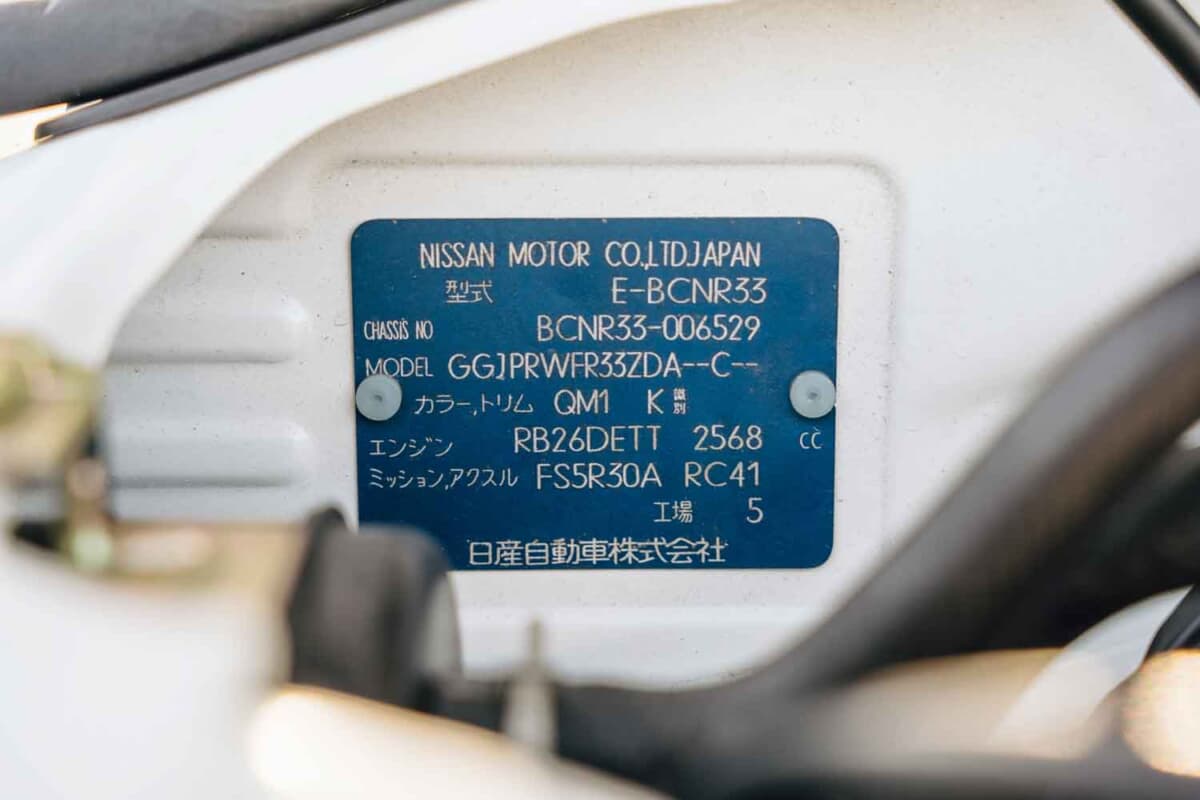 NISSAN MOTOR CO.,LTD.JAPAN
型式 E-BCNR33
CHASSIS NO BCNR33-006529
MODEL GGJPRWFR33ZDA--C--
カラー,トリム QM1 K 識別
エンジン RB26DETT 2568 cc
ミッション,アクスル FS5R30A RC41
工場 5
日産自動車株式会社